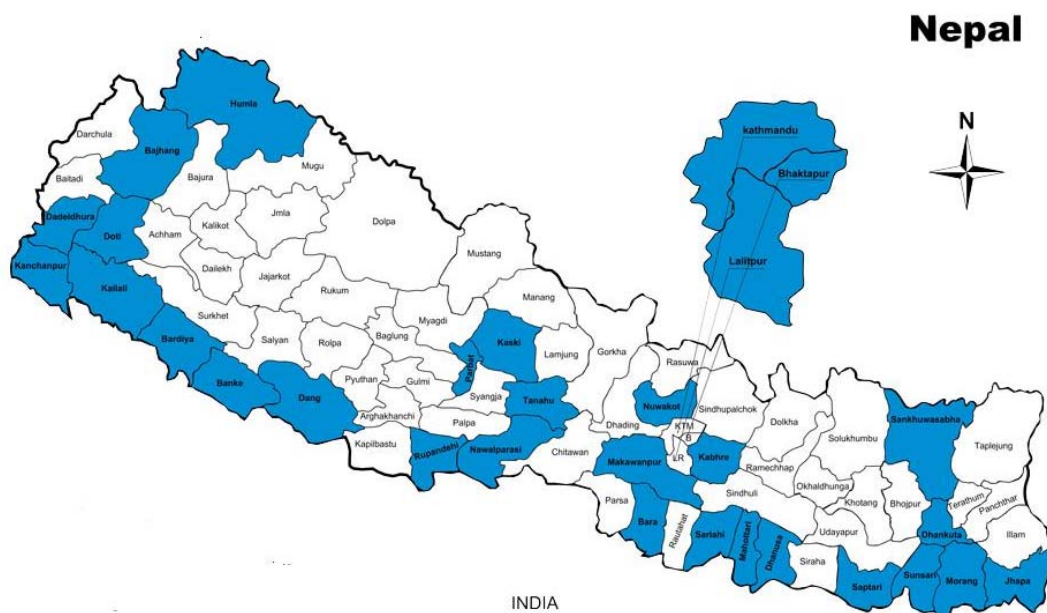 Nepal
N
Humla
Darchula
Bajhang
Mugu
Baitadi
Bajura
Dadeldhura
Doti
Achham
Kalikot
Jmla
Dolpa
Kanchanpur
Kailali
Dailekh
Jajarkot
Mustang
Rukum
Manang
Surkhet
Bardiya
Salyan
Rolpa
Baglung
Myagdi
Kaski
Lamjung
Gorkha
Rasuwa
Banke
Dang
Pyuthan
Gulmi
Parbat
Syangja
Tanahu
Nuwakot
Sindhupalchok
Arghakhanchi
Palpa
Dhading
KTM
B
LR
Dolkha
Solukhumbu
Sankhuwasabha
Taplejung
Kapilbastu
Rupandehi
Nawalparasi
Chitawan
Makawanpur
Kabhre
Ramechhap
Okhaldhunga
Khotang
Bhojpur
Terathum
Panchthar
Parsa
Bara
Rautahat
Sindhuli
Sarlahi
Mahottari
Dhanusa
Udayapur
Siraha
Dhankuta
Illam
Saptari
Sunsari
Morang
Jhapa
kathmandu
Bhaktapur
Lalitpur
INDIA